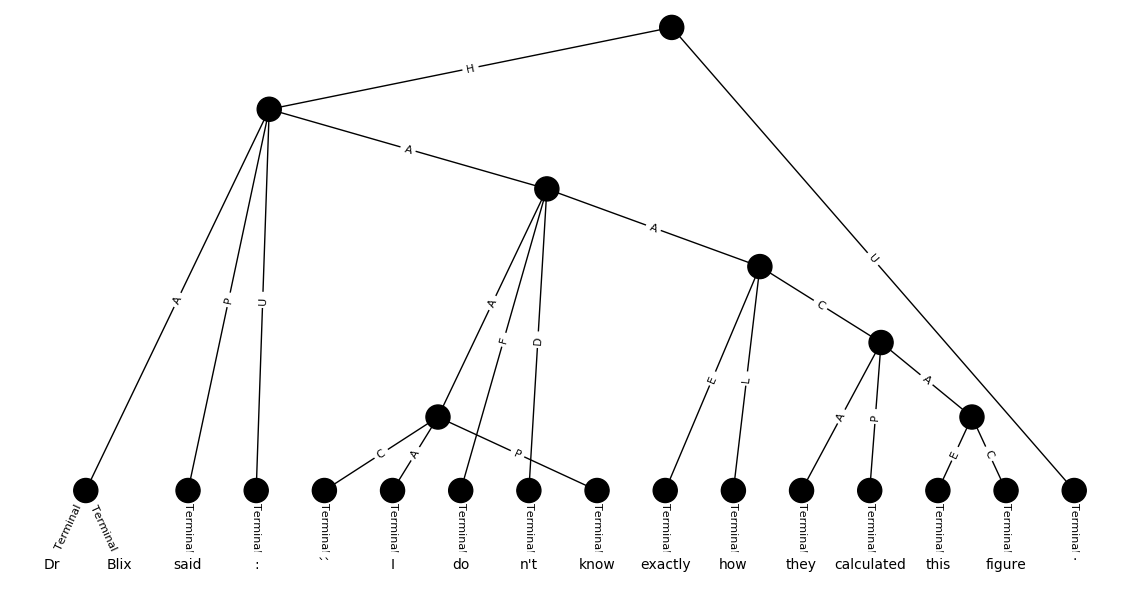 H
A
A
U
A
P
U
C
A
F
D
E
L
A
A
P
C
A
P
E
C
Terminal Terminal Terminal Terminal Terminal Terminal Terminal Terminal Terminal Terminal Terminal Terminal Terminal Terminal Terminal Terminal
Dr Blix said : I do n't know exactly how they calculated this figure .